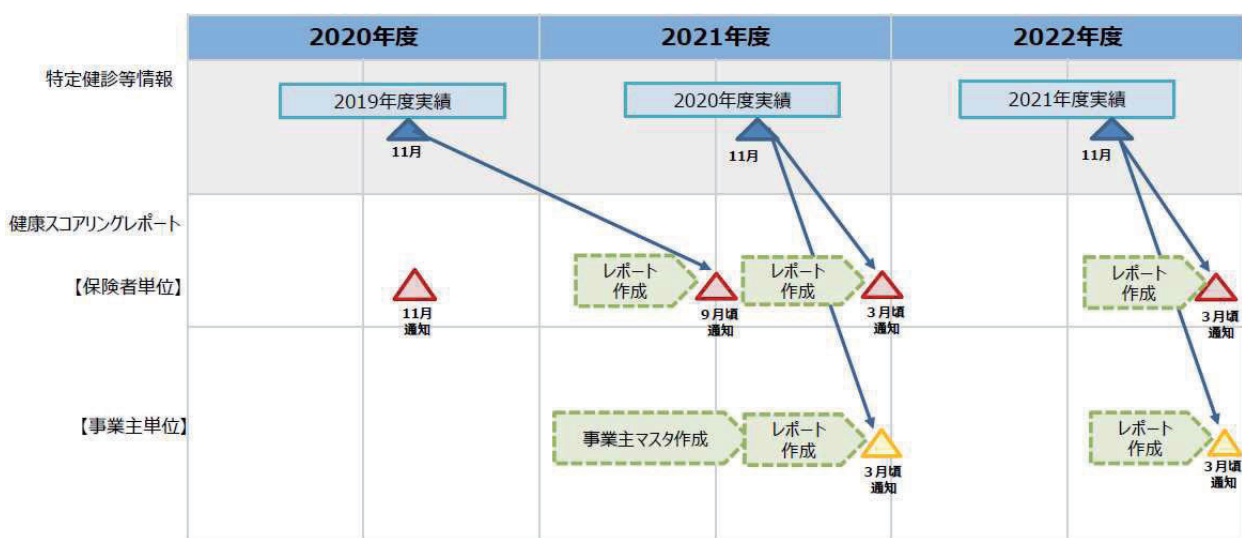 2020年度
2021年度
2022年度
特定健診等情報
2019年度実績
2020年度実績
2021年度実績
11月
11月
11月
健康スコアリングレポート
【保険者単位】
レポート
作成
レポート
作成
レポート
作成
11月
通知
9月頃
通知
3月頃
通知
3月頃
通知
【事業主単位】
事業主マスタ作成
レポート
作成
レポート
作成
3月頃
通知
3月頃
通知